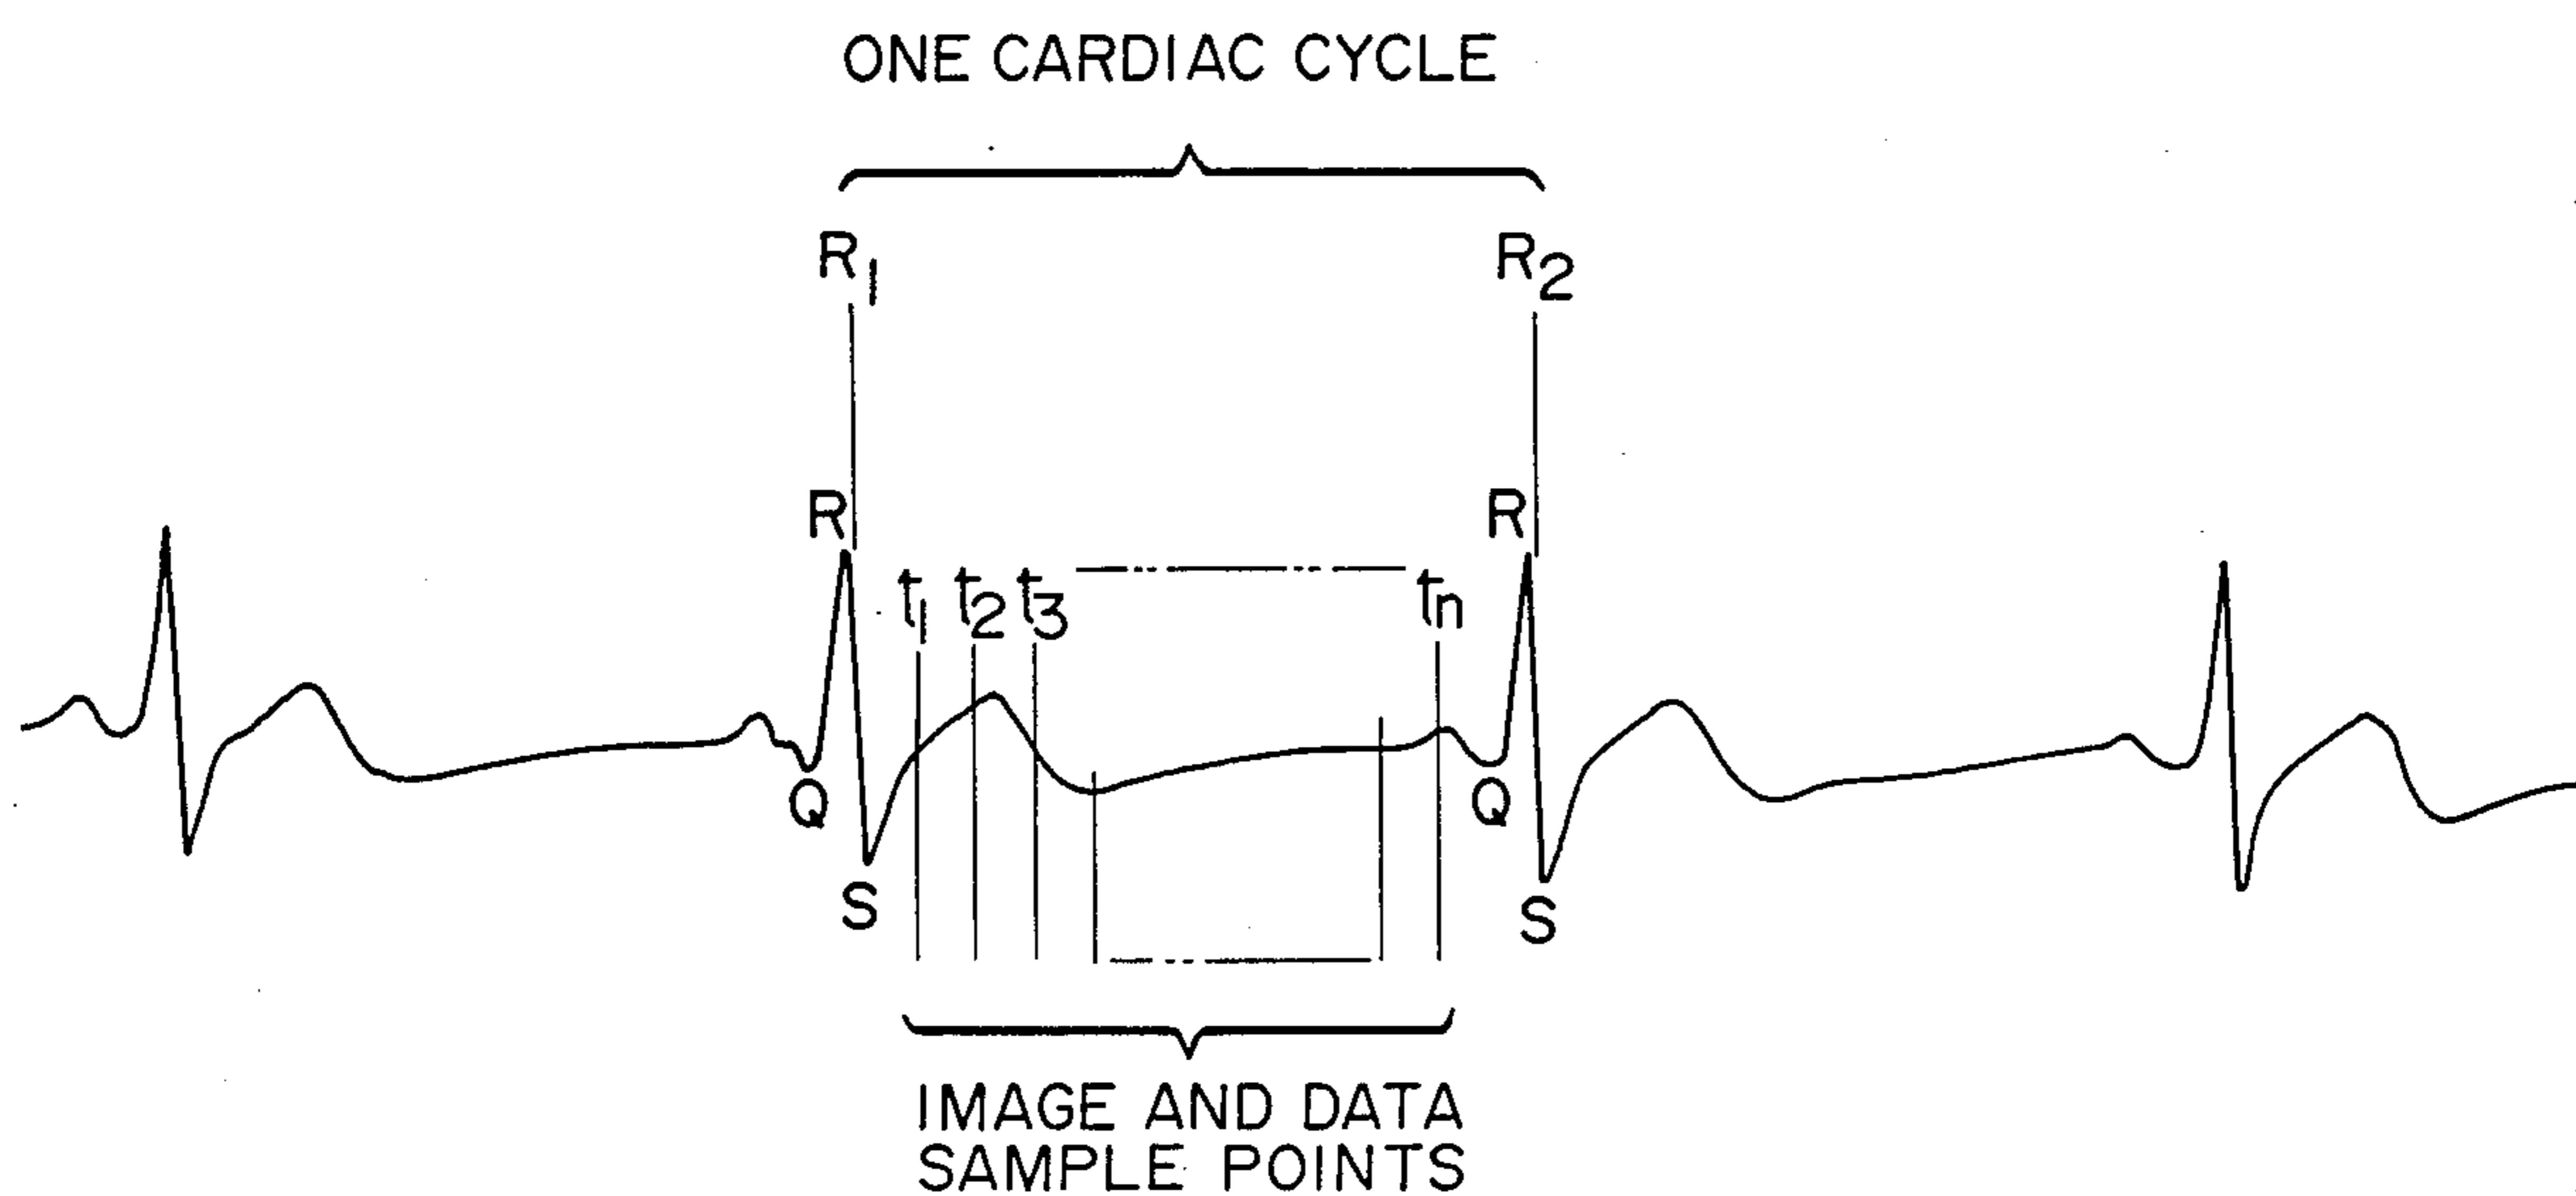 ONE CARDIAC CYCLE
R1 R2
R R
t1 t2 t3 tn
Q Q
S S
IMAGE AND DATA
SAMPLE POINTS